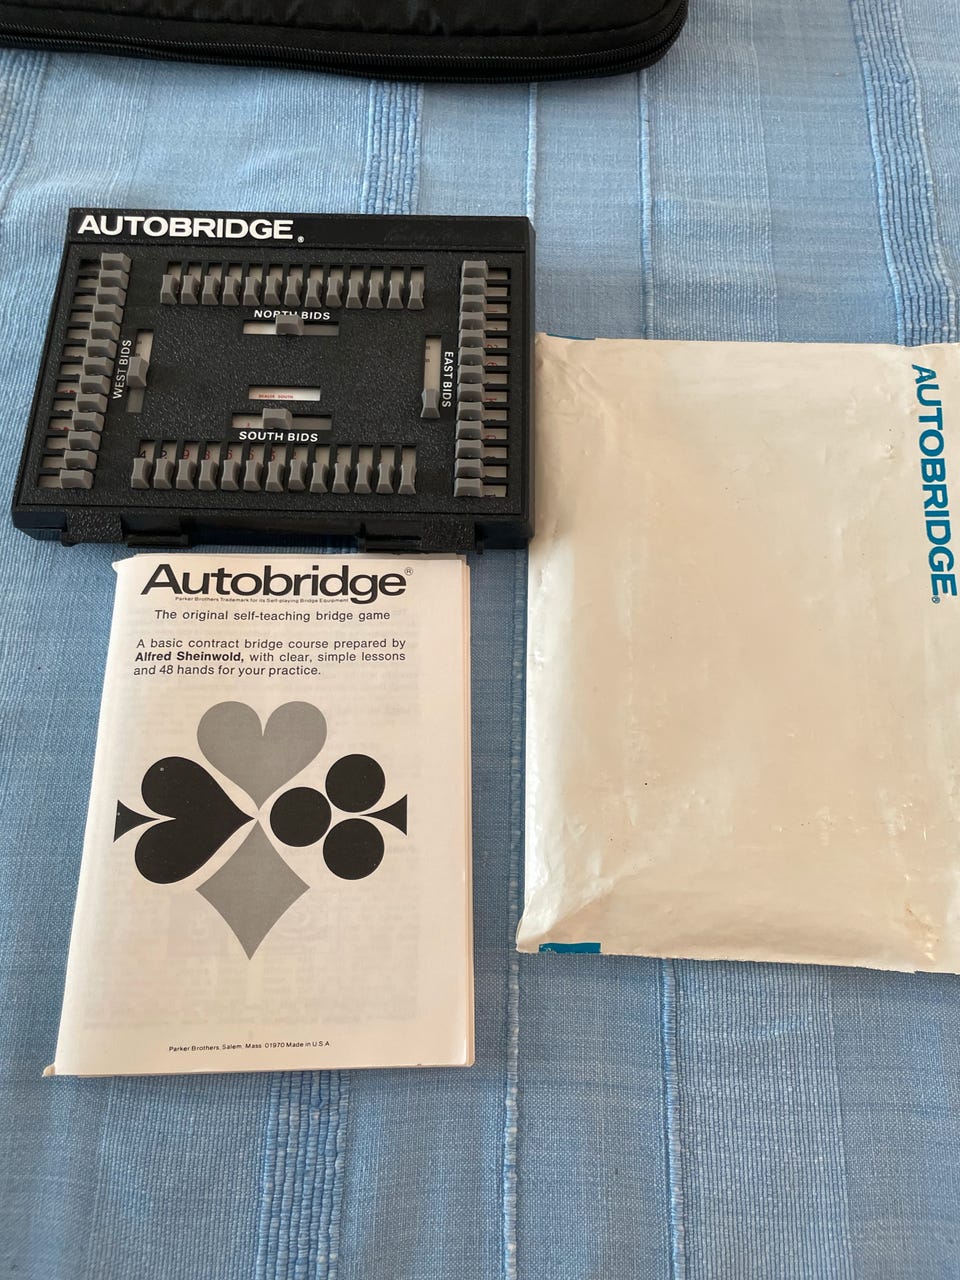 AUTOBRIDGE®
NORTH BIDS
WEST BIDS
EAST BIDS
DEALER SOUTH
SOUTH BIDS
AUTOBRIDGE®
Autobridge®
Parker Brothers Trademark for its Self-playing Bridge Equipment
The original self-teaching bridge game
A basic contract bridge course prepared by
Alfred Sheinwold, with clear, simple lessons
and 48 hands for your practice.
Parker Brothers, Salem, Mass 01970 Made in U.S.A.